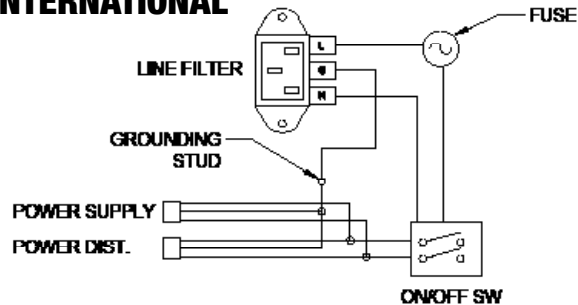 INTERNATIONAL
FUSE
L
LINE FILTER
G
N
GROUNDING
STUD
POWER SUPPLY
POWER DIST.
ON/OFF SW